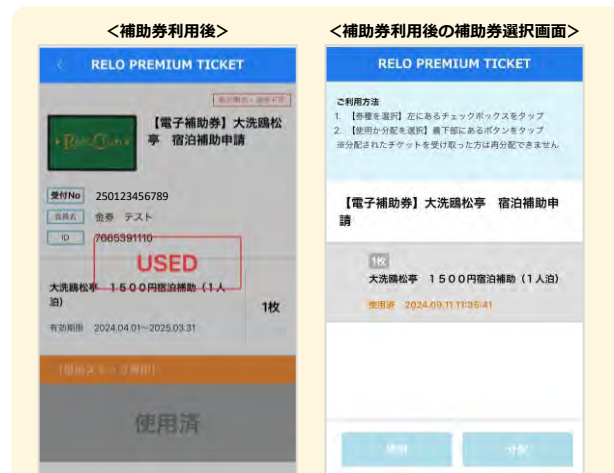 <補助券利用後>
RELO PREMIUM TICKET
【電子補助券】大洗鷗松
亭 宿泊補助申請
受付No 250123456789
会員名 金券 テスト
ID 7665391110
USED
大洗鷗松亭 1500円宿泊補助（1人
泊）
1枚
有効期限 2024.04.01~2025.03.31
使用済
<補助券利用後の補助券選択画面>
RELO PREMIUM TICKET
ご利用方法
1. 【券種を選択】左にあるチェックボックスをタップ
2. 【使用か分配を選択】最下部にあるボタンをタップ
※分配されたチケットを受け取った方は再分配できません
【電子補助券】大洗鷗松亭 宿泊補助申
請
1枚
大洗鷗松亭 1500円宿泊補助（1人泊）
使用済 2024.09.11 11:35:41
使用
分配